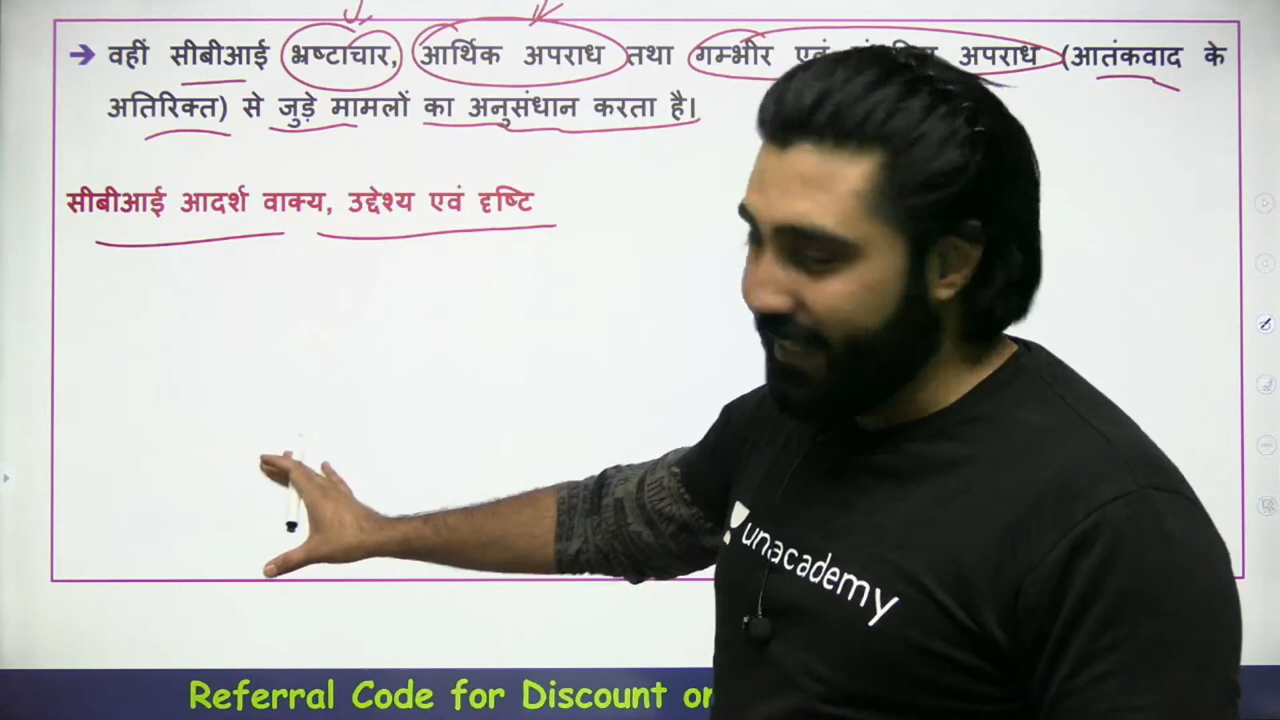 वहीं सीबीआई भ्रष्टाचार, आर्थिक अपराध तथा गम्भीर एवं अपराध (आतंकवाद के
अतिरिक्त) से जुड़े मामलों का अनुसंधान करता है।
सीबीआई आदर्श वाक्य, उद्देश्य एवं दृष्टि
unacademy
Referral Code for Discount